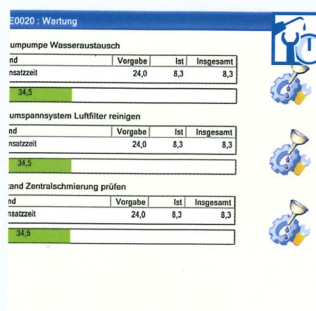 E0020 : Wartung
umpumpe Wasseraustausch
nd Vorgabe Ist Insgesamt
nsatzzeit 24,0 8,3 8,3
34,5
umspannsystem Luftfilter reinigen
nd Vorgabe Ist Insgesamt
nsatzzeit 24,0 8,3 8,3
34,5
tand Zentralschmierung prüfen
nd Vorgabe Ist Insgesamt
nsatzzeit 24,0 8,3 8,3
34,5